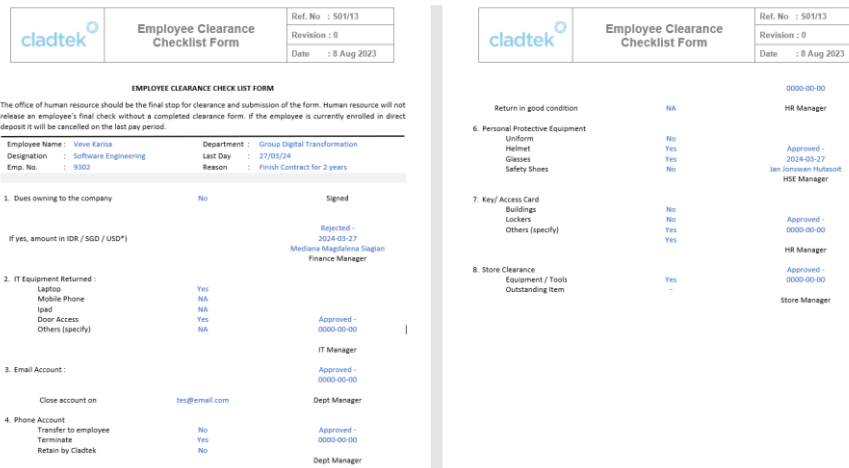 cladtek
Employee Clearance
Checklist Form
Ref. No : S01/13
Revision : 0
Date : 8 Aug 2023
EMPLOYEE CLEARANCE CHECK LIST FORM
The office of human resource should be the final stop for clearance and submission of the form. Human resource will not
release an employee's final check without a completed clearance form. If the employee is currently enrolled in direct
deposit it will be cancelled on the last pay period.
Employee Name : Veve Karisa Department : Group Digital Transformation
Designation : Software Engineering Last Day : 27/03/24
Emp. No. : 9302 Reason : Finish Contract for 2 years
1. Dues owning to the company No Signed
Rejected -
If yes, amount in IDR / SGD / USD*) 2024-03-27
Mediana Magdalena Siagian
Finance Manager
2. IT Equipment Returned :
Laptop Yes
Mobile Phone NA
Ipad NA
Door Access Yes Approved -
Others (specify) NA 0000-00-00
IT Manager
3. Email Account : Approved -
0000-00-00
Close account on tes@email.com Dept Manager
4. Phone Account
Transfer to employee No Approved -
Terminate Yes 0000-00-00
Retain by Cladtek No
Dept Manager
cladtek
Employee Clearance
Checklist Form
Ref. No : S01/13
Revision : 0
Date : 8 Aug 2023
0000-00-00
Return in good condition NA HR Manager
6. Personal Protective Equipment
Uniform No
Helmet Yes Approved -
Glasses Yes 2024-03-27
Safety Shoes No Jan Jonswan Hutasoit
HSE Manager
7. Key/ Access Card
Buildings No
Lockers No Approved -
Others (specify) Yes 0000-00-00
Yes
HR Manager
8. Store Clearance Approved -
Equipment / Tools Yes 0000-00-00
Outstanding Item -
Store Manager